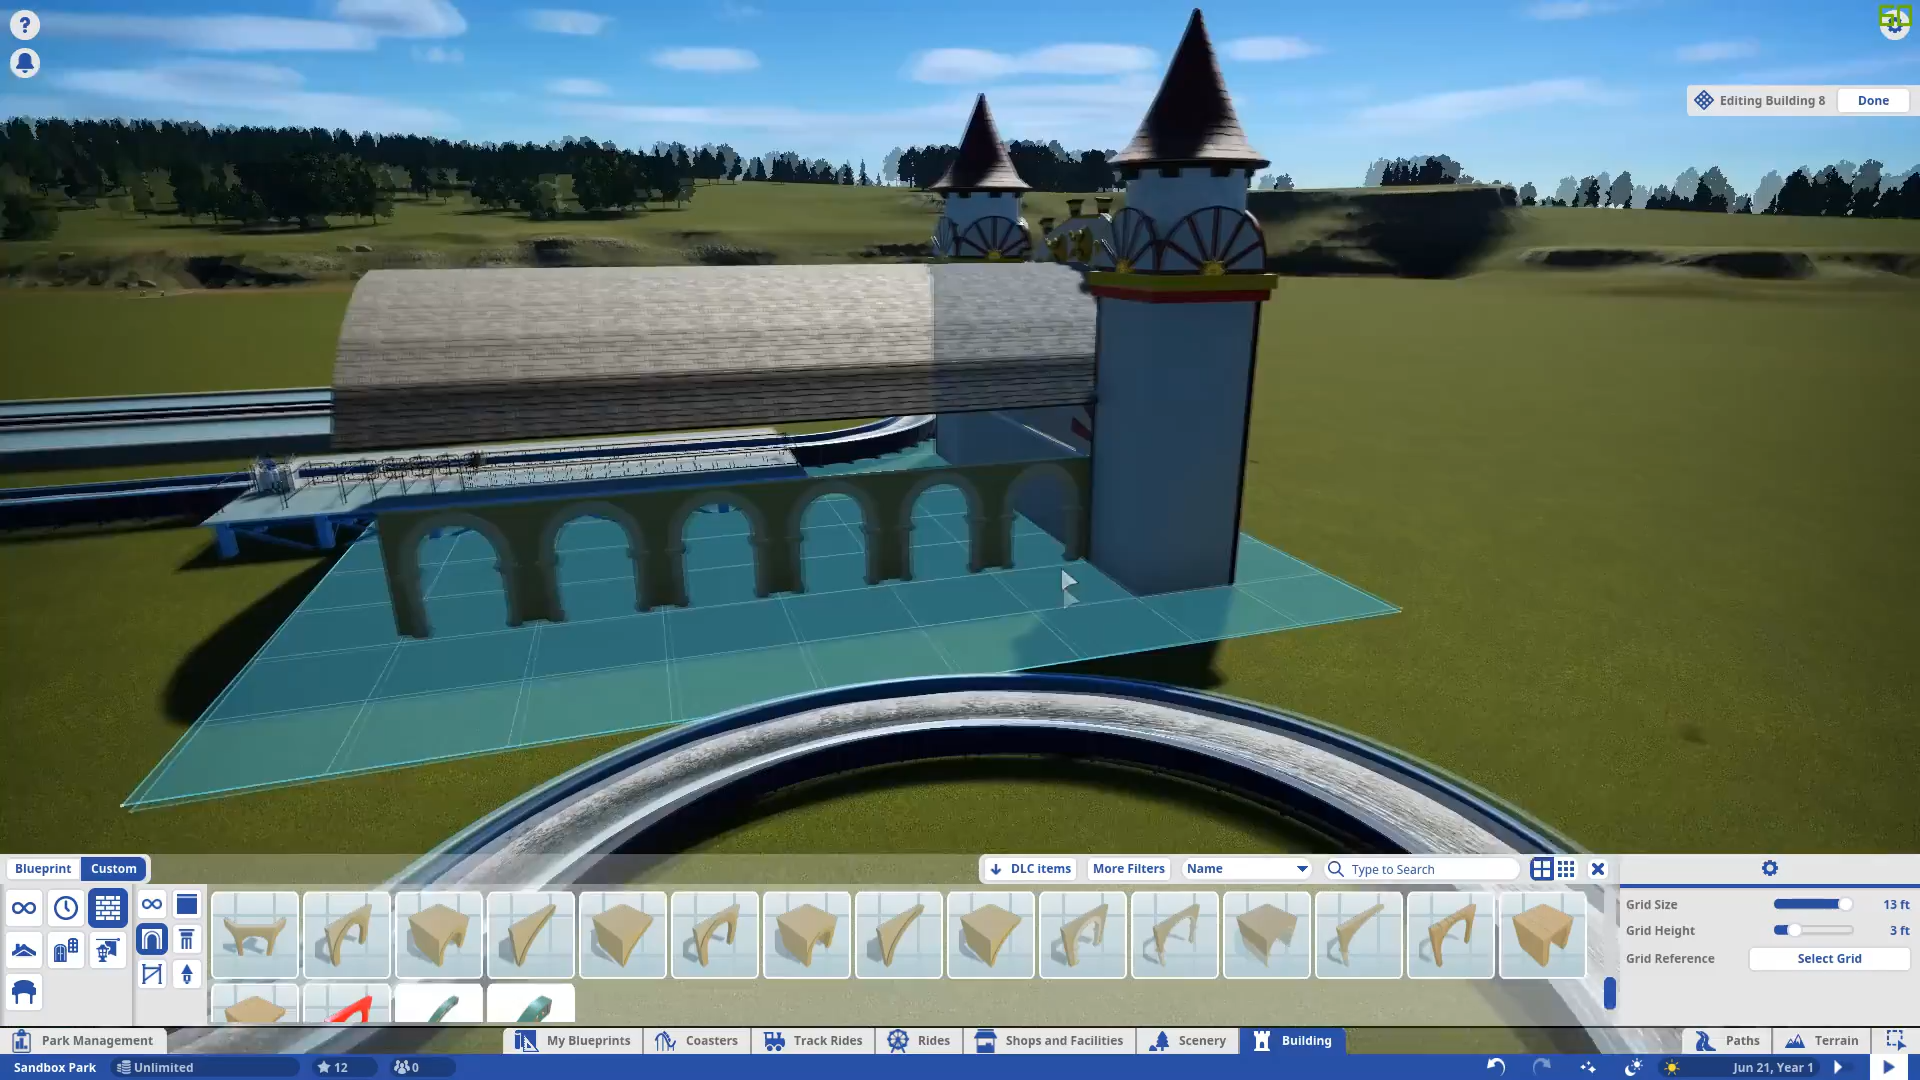 ?
Editing Building 8
Done
Blueprint
Custom
DLC items
More Filters
Name
Type to Search
Grid Size
13 ft
Grid Height
3 ft
Grid Reference
Select Grid
Park Management
My Blueprints
Coasters
Track Rides
Rides
Shops and Facilities
Scenery
Building
Paths
Terrain
Sandbox Park
Unlimited
12
0
Jun 21, Year 1